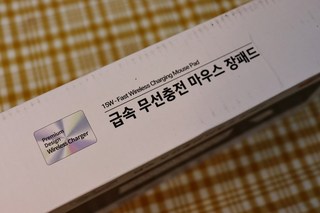 15W · Fast Wireless Charging Mouse Pad
급속 무선충전 마우스 장패드
Premium
Design
Wireless Charger